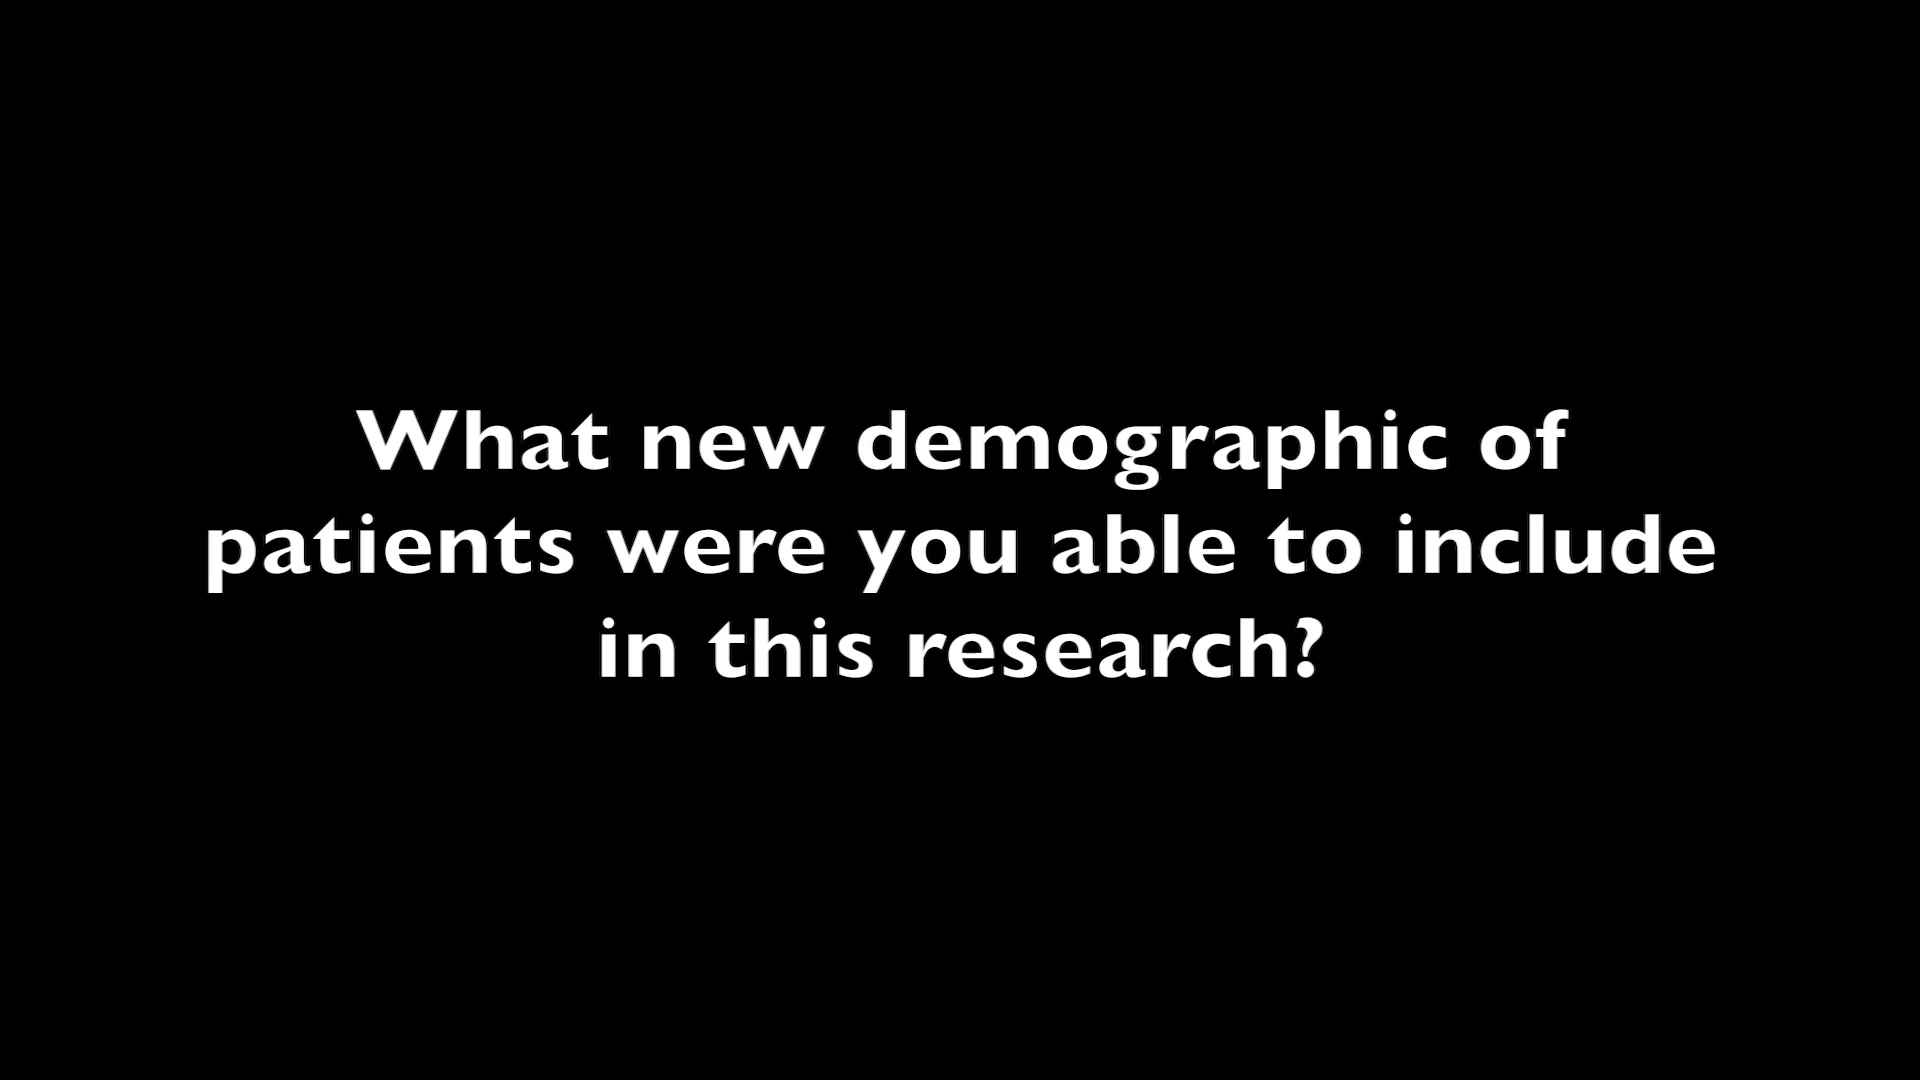 What new demographic of
patients were you able to include
in this research?